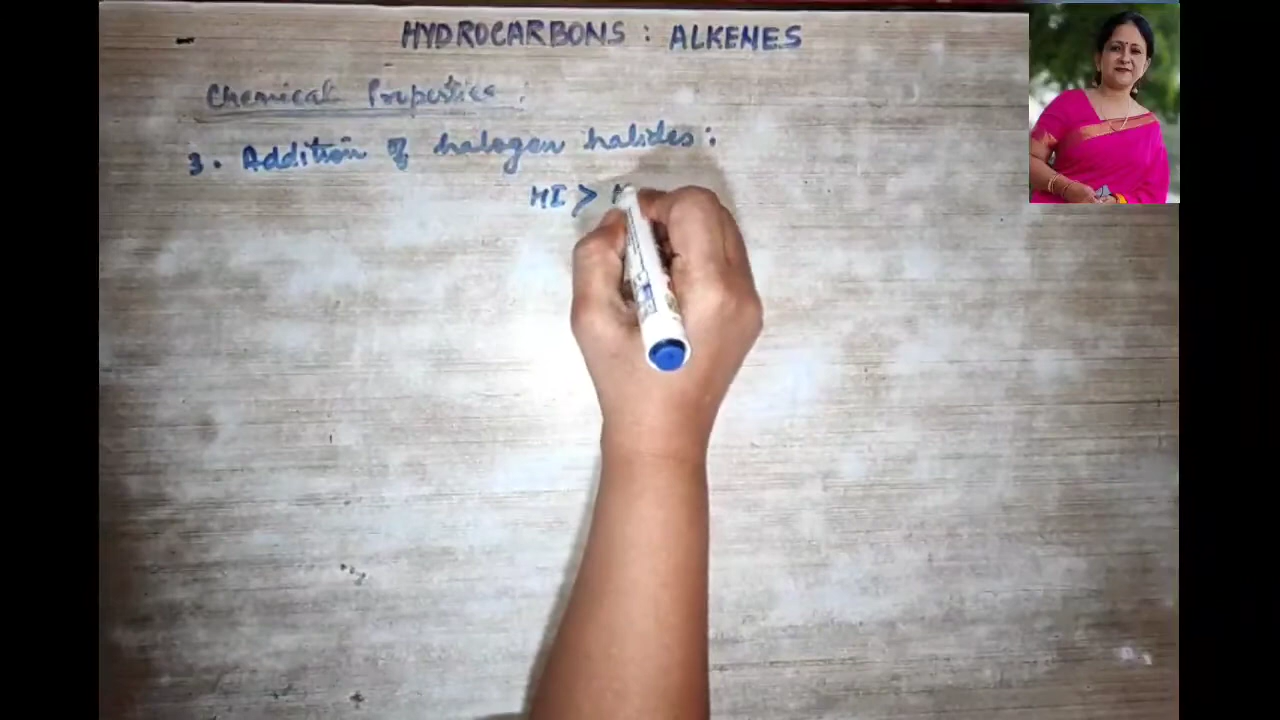 HYDROCARBONS : ALKENES
Chemical Properties :
3. Addition of halogen halides :
HI > H